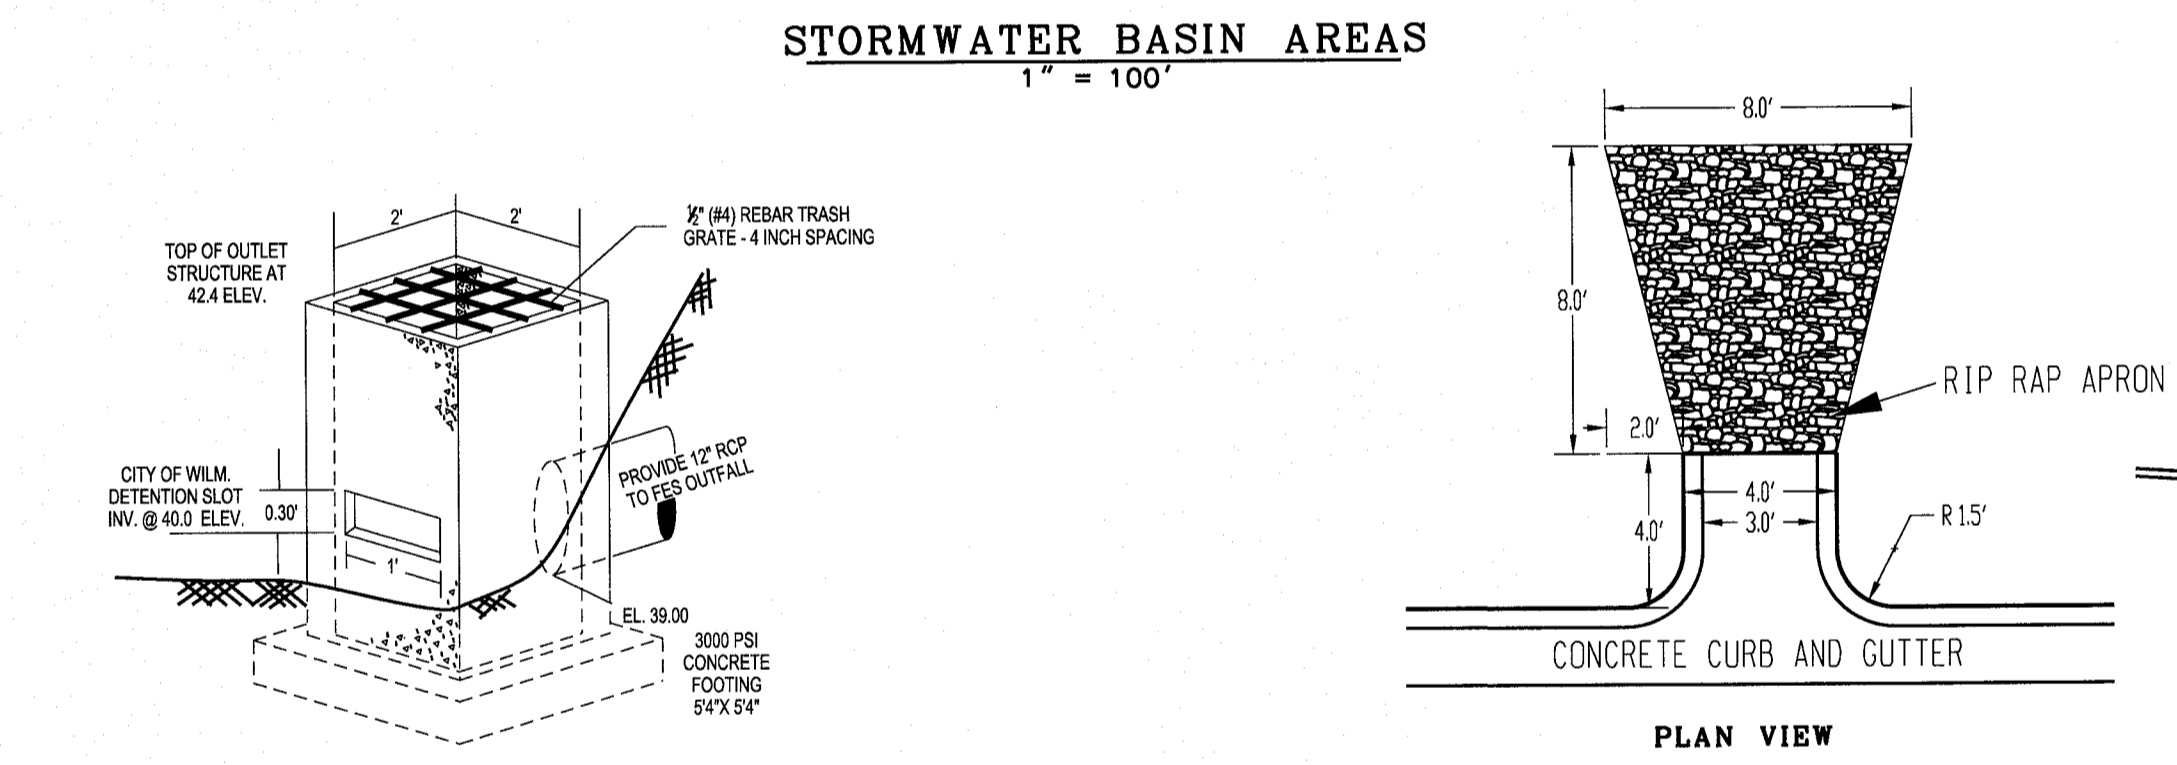 STORMWATER BASIN AREAS
1" = 100'
2'
2'
½" (#4) REBAR TRASH
GRATE - 4 INCH SPACING
TOP OF OUTLET
STRUCTURE AT
42.4 ELEV.
CITY OF WILM.
DETENTION SLOT
INV. @ 40.0 ELEV.
0.30'
1'
PROVIDE 12" RCP
TO FES OUTFALL
EL. 39.00
3000 PSI
CONCRETE
FOOTING
5'4"X 5'4"
8.0'
8.0'
RIP RAP APRON
2.0'
4.0'
3.0'
4.0'
R 1.5'
CONCRETE CURB AND GUTTER
PLAN VIEW